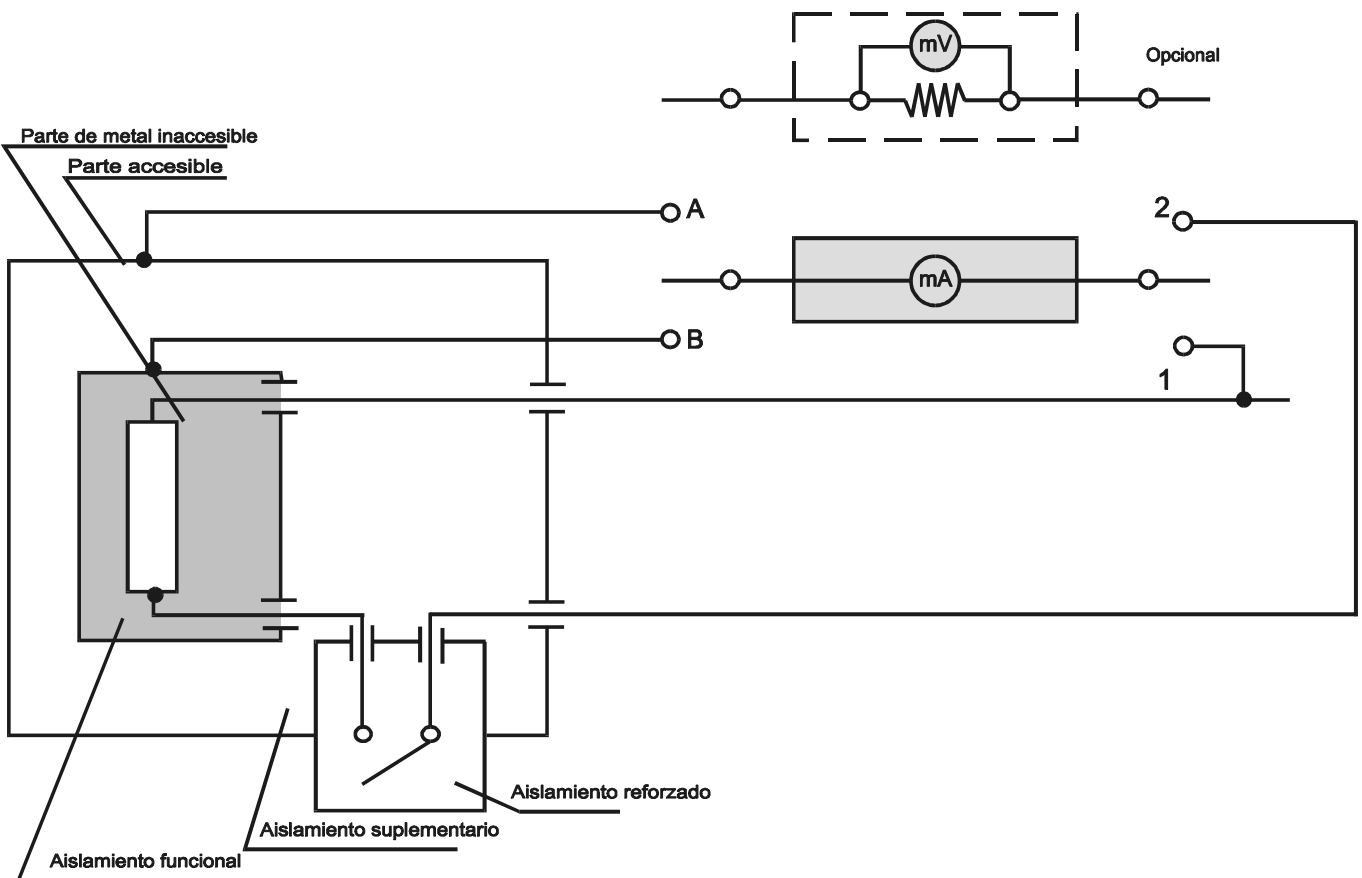 mV
Opcional
Parte de metal inaccesible
Parte accesible
A
2
mA
B
1
Aislamiento reforzado
Aislamiento suplementario
Aislamiento funcional